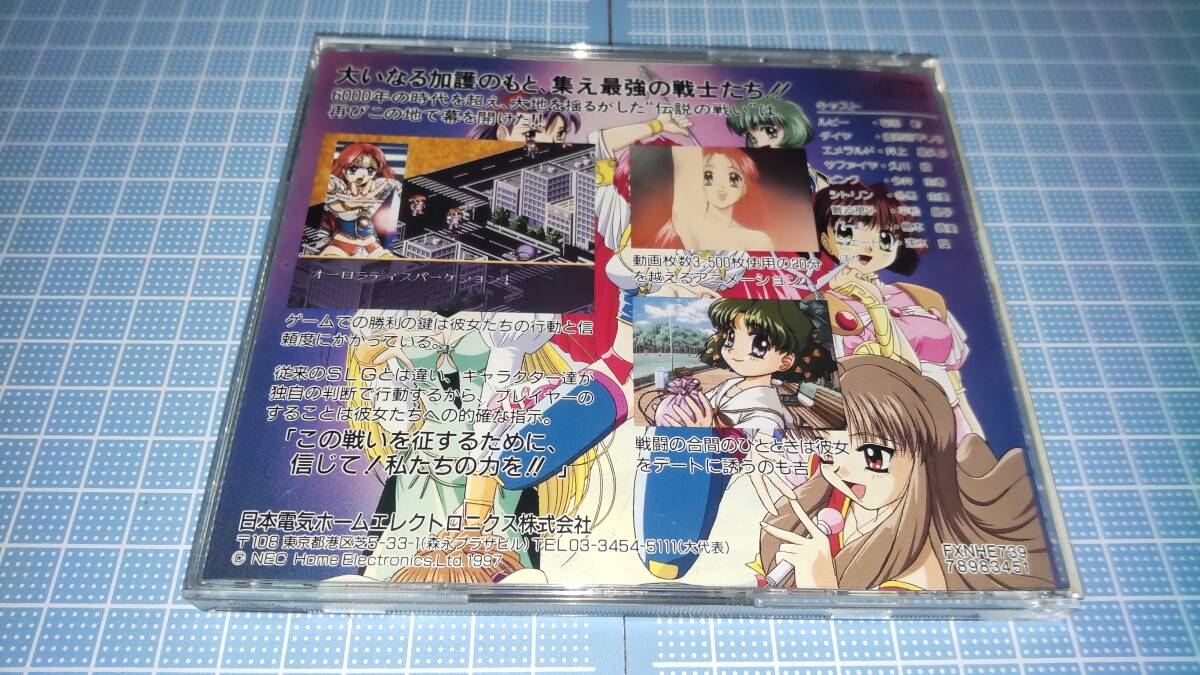 大いなる加護のもと、集え最強の戦士たち!!
6000年の時代を超え、大地を揺るがした"伝説の戦い"は、
再びこの地で幕を開けた!!
キャスト
ルビー・
ダイヤ・
エメラルド・井上
サファイヤ・久川
ピンク・
シトリン・
オーロラディスパーケッション!
動画枚数3,500枚使用の20分
を越えるアニメーション
ゲームでの勝利の鍵は彼女たちの行動と信
頼度にかかっている。
従来のSLGとは違い、キャラクター達が
独自の判断で行動するから、プレイヤーの
することは彼女たちへの的確な指示。
「この戦いを征するために、
信じて!私たちの力を!!」
戦闘の合間のひとときは彼女
をデートに誘うのも吉
日本電気ホームエレクトロニクス株式会社
〒108 東京都港区芝5-33-1(森永プラザビル) TEL03-3454-5111(大代表)
© NEC Home Electronics,Ltd.1997
FXNHE739
78983451